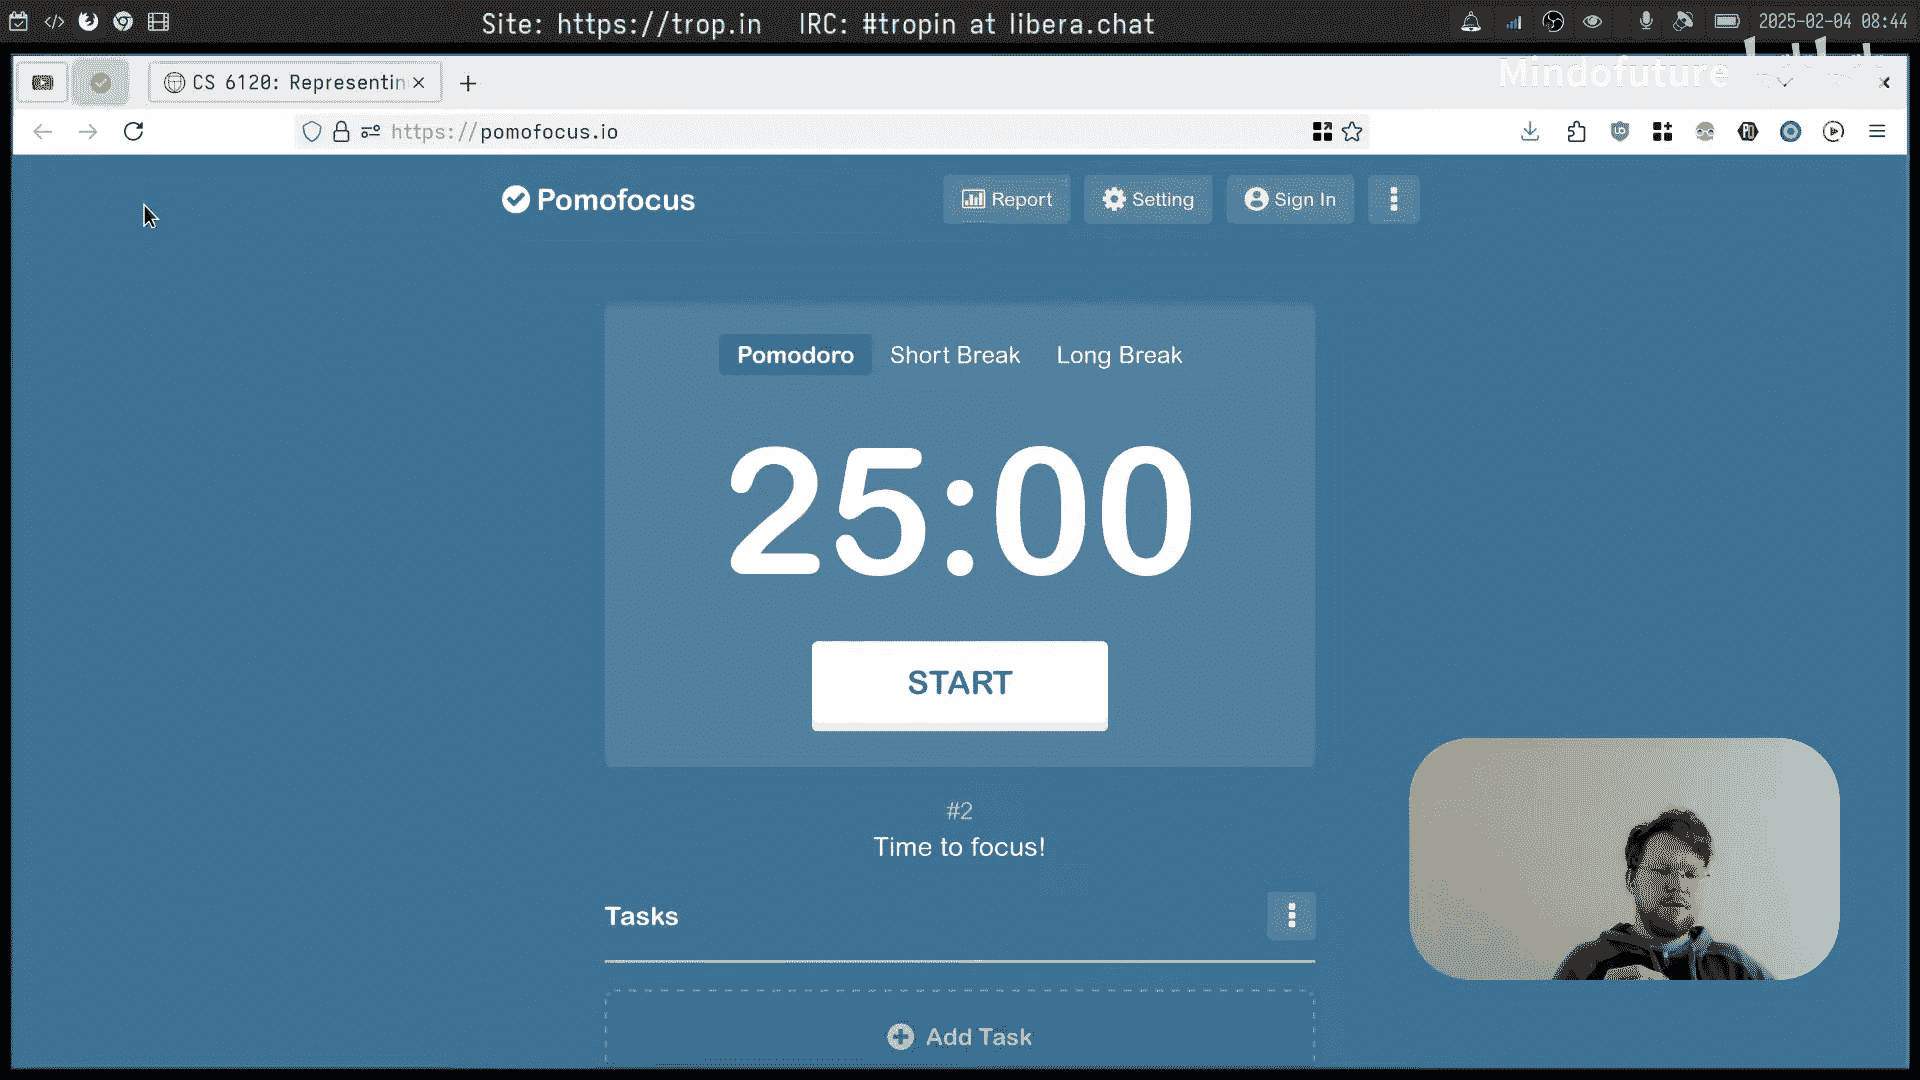 Site: https://trop.in IRC: #tropin at libera.chat
2025-02-04 08:44
Mindofuture
CS 6120: Representin
https://pomofocus.io
Pomofocus
Report
Setting
Sign In
Pomodoro
Short Break
Long Break
25:00
START
#2
Time to focus!
Tasks
Add Task